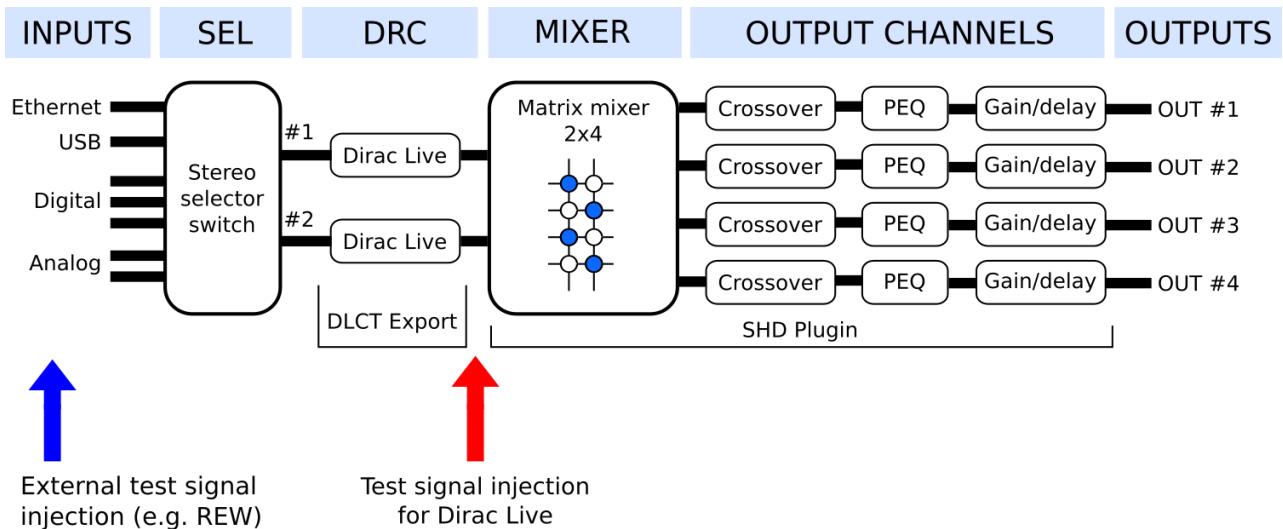 INPUTS SEL DRC MIXER OUTPUT CHANNELS OUTPUTS
Ethernet
USB
Digital
Analog
Stereo
selector
switch
#1
#2
Dirac Live
Dirac Live
DLCT Export
Matrix mixer
2x4
Crossover PEQ Gain/delay OUT #1
Crossover PEQ Gain/delay OUT #2
Crossover PEQ Gain/delay OUT #3
Crossover PEQ Gain/delay OUT #4
SHD Plugin
External test signal
injection (e.g. REW)
Test signal injection
for Dirac Live